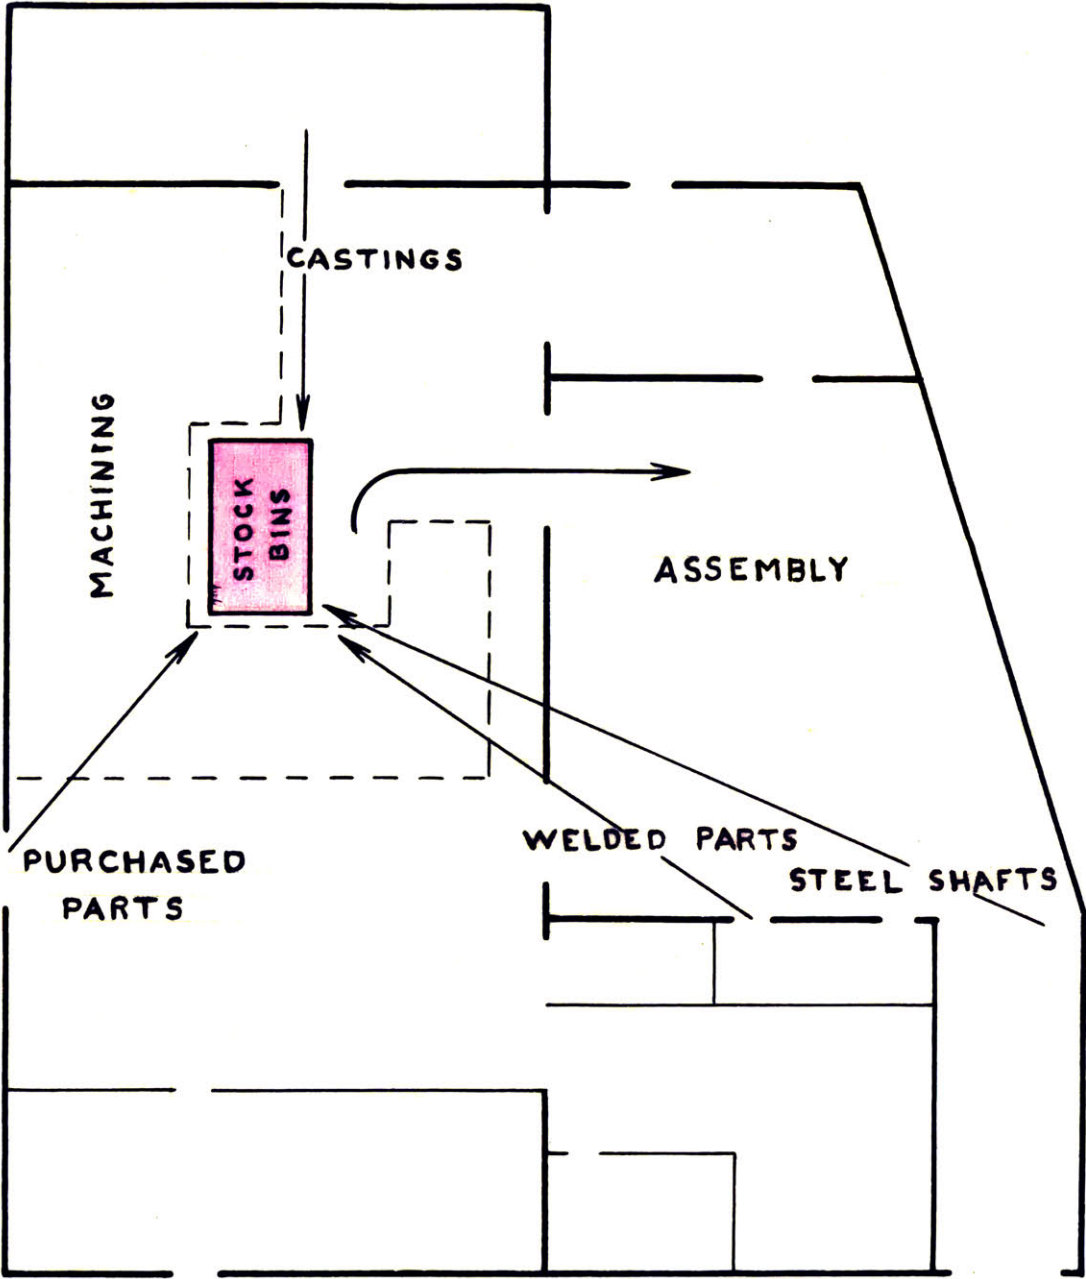 CASTINGS
MACHINING
STOCK
BINS
ASSEMBLY
WELDED PARTS
PURCHASED
PARTS
STEEL SHAFTS